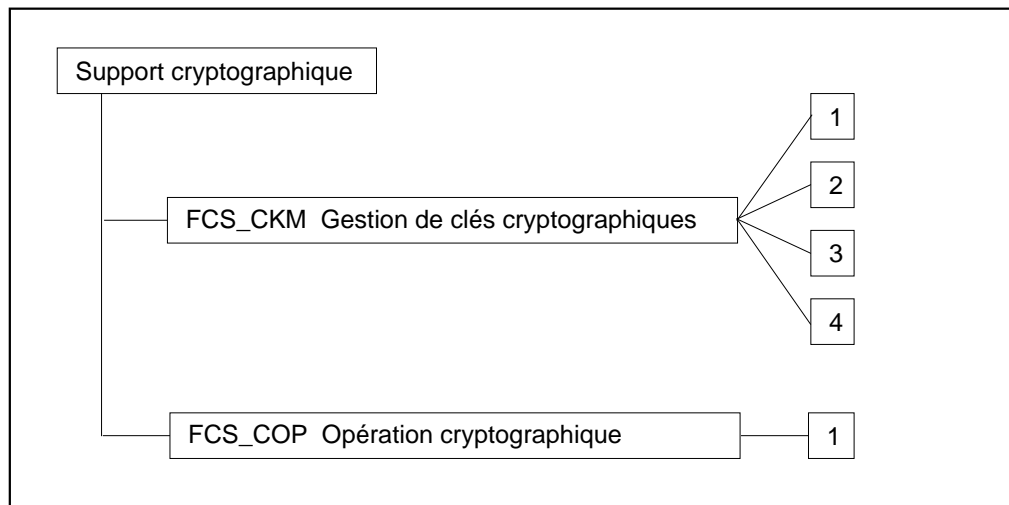 Support cryptographique
1
2
FCS_CKM Gestion de clés cryptographiques
3
4
FCS_COP Opération cryptographique
1